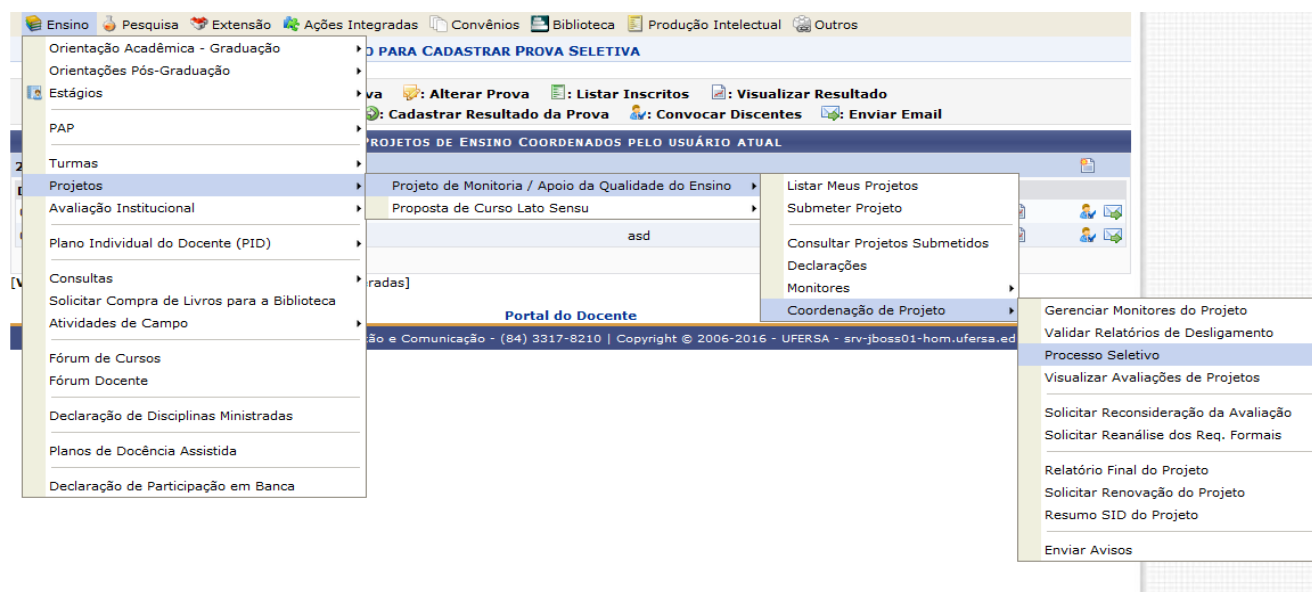 Ensino Pesquisa Extensão Ações Integradas Convênios Biblioteca Produção Intelectual Outros
O PARA CADASTRAR PROVA SELETIVA
va : Alterar Prova : Listar Inscritos : Visualizar Resultado
: Cadastrar Resultado da Prova : Convocar Discentes : Enviar Email
PROJETOS DE ENSINO COORDENADOS PELO USUÁRIO ATUAL
2
asd
radas]
Portal do Docente
ão e Comunicação - (84) 3317-8210 | Copyright © 2006-2016 - UFERSA - srv-jboss01-hom.ufersa.ed
Orientação Acadêmica - Graduação
Orientações Pós-Graduação
Estágios
PAP
Turmas
Projetos
Avaliação Institucional
Plano Individual do Docente (PID)
Consultas
Solicitar Compra de Livros para a Biblioteca
Atividades de Campo
Fórum de Cursos
Fórum Docente
Declaração de Disciplinas Ministradas
Planos de Docência Assistida
Declaração de Participação em Banca
Projeto de Monitoria / Apoio da Qualidade do Ensino
Proposta de Curso Lato Sensu
Listar Meus Projetos
Submeter Projeto
Consultar Projetos Submetidos
Declarações
Monitores
Coordenação de Projeto
Gerenciar Monitores do Projeto
Validar Relatórios de Desligamento
Processo Seletivo
Visualizar Avaliações de Projetos
Solicitar Reconsideração da Avaliação
Solicitar Reanálise dos Req. Formais
Relatório Final do Projeto
Solicitar Renovação do Projeto
Resumo SID do Projeto
Enviar Avisos